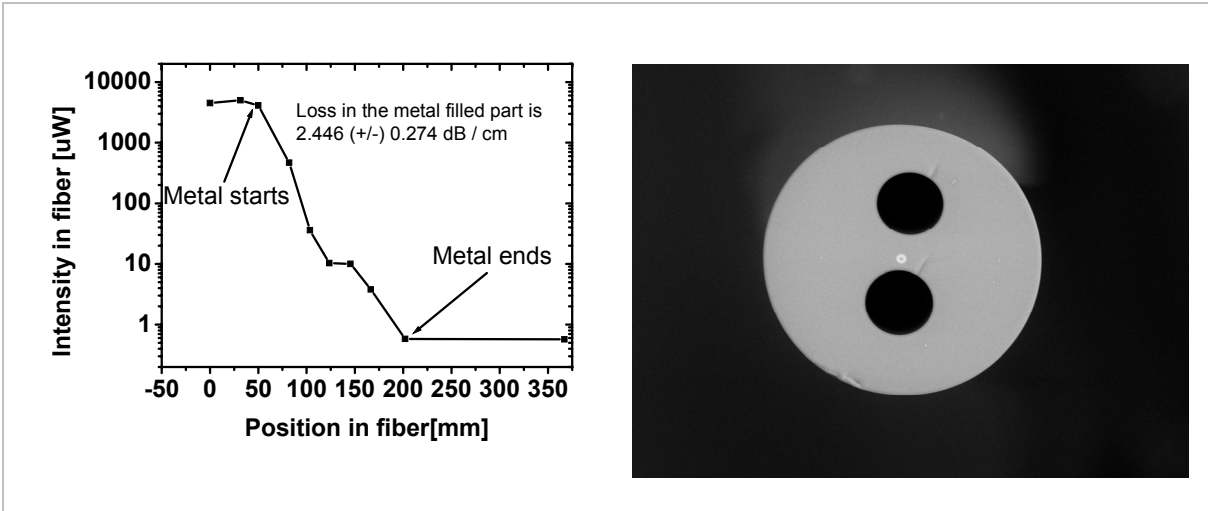 10000
1000
100
10
1
Intensity in fiber [uW]
Loss in the metal filled part is
2.446 (+/-) 0.274 dB / cm
Metal starts
Metal ends
-50 0 50 100 150 200 250 300 350
Position in fiber[mm]